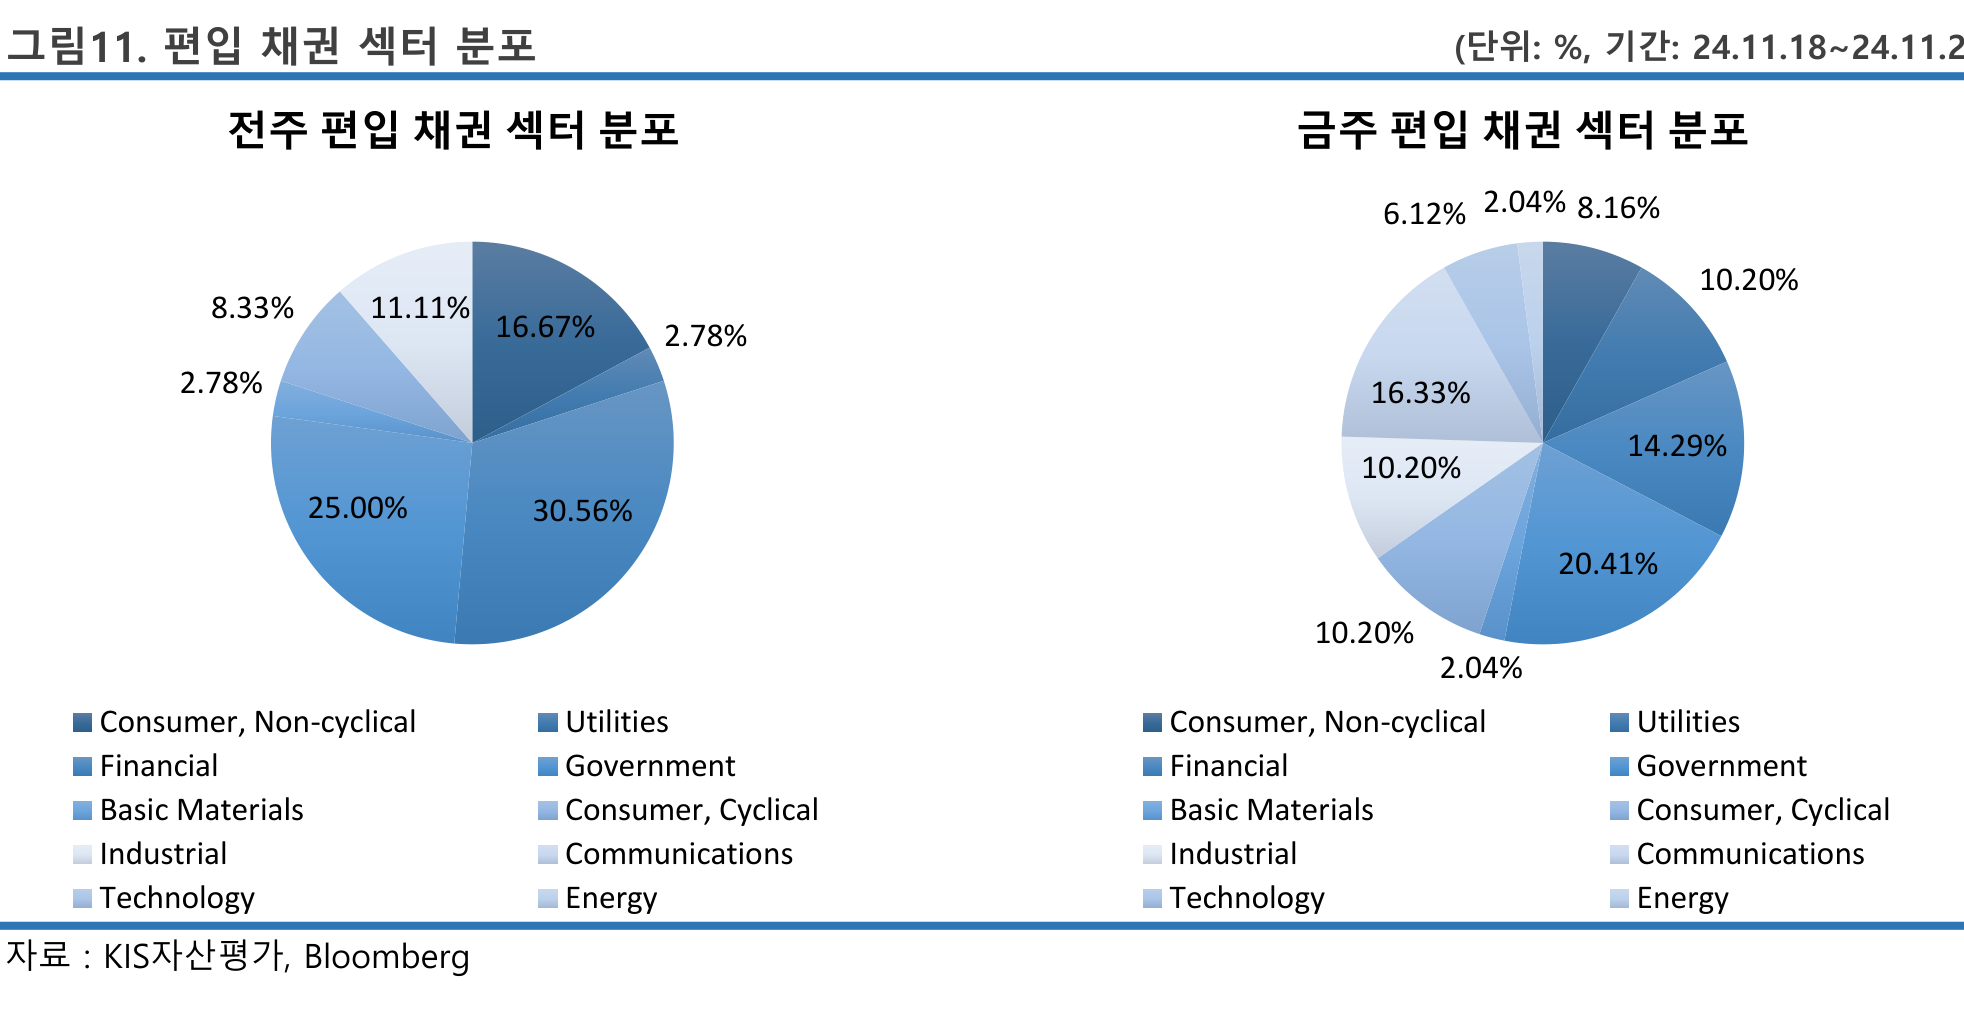 그림11. 편입 채권 섹터 분포 (단위: %, 기간: 24.11.18~24.11.2
전주 편입 채권 섹터 분포
16.67%
2.78%
30.56%
25.00%
2.78%
8.33%
11.11%
Consumer, Non-cyclical Utilities
Financial Government
Basic Materials Consumer, Cyclical
Industrial Communications
Technology Energy
금주 편입 채권 섹터 분포
8.16%
10.20%
14.29%
20.41%
2.04%
10.20%
10.20%
16.33%
6.12%
2.04%
Consumer, Non-cyclical Utilities
Financial Government
Basic Materials Consumer, Cyclical
Industrial Communications
Technology Energy
자료 : KIS자산평가, Bloomberg